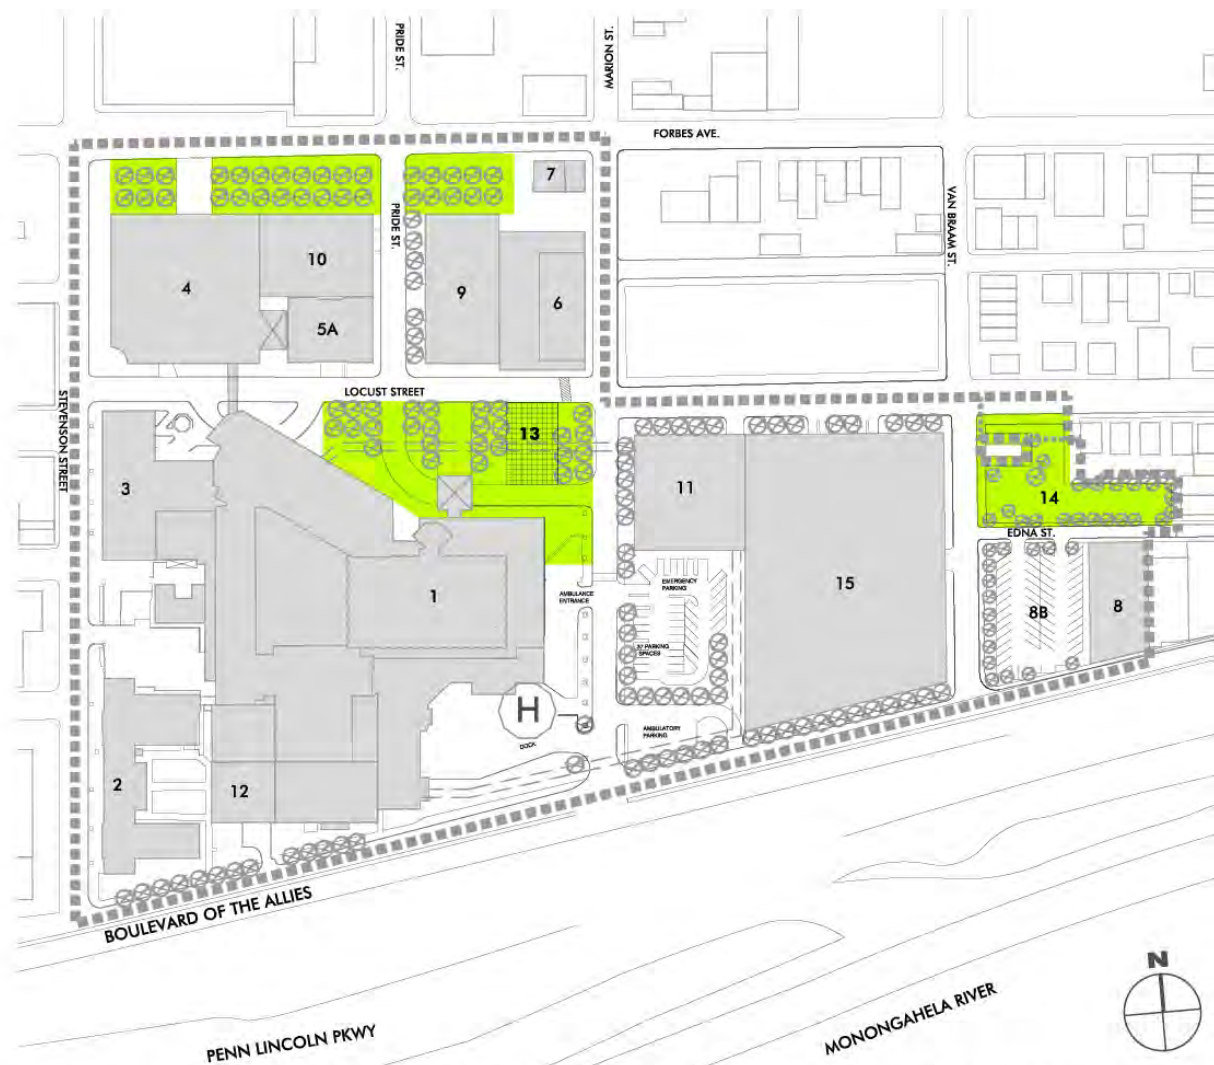 PRIDE ST.
MARION ST.
FORBES AVE.
7
VAN BRAAM ST.
PRIDE ST.
10
4
9
6
5A
LOCUST STREET
STEVENSON STREET
13
3
11
14
EDNA ST.
EMERGENCY
PARKING
15
1
AMBULANCE
ENTRANCE
8B
8
PARKING
SPACES
H
AMBULATORY
PARKING
DOCK
2
12
BOULEVARD OF THE ALLIES
N
MONONGAHELA RIVER
PENN LINCOLN PKWY